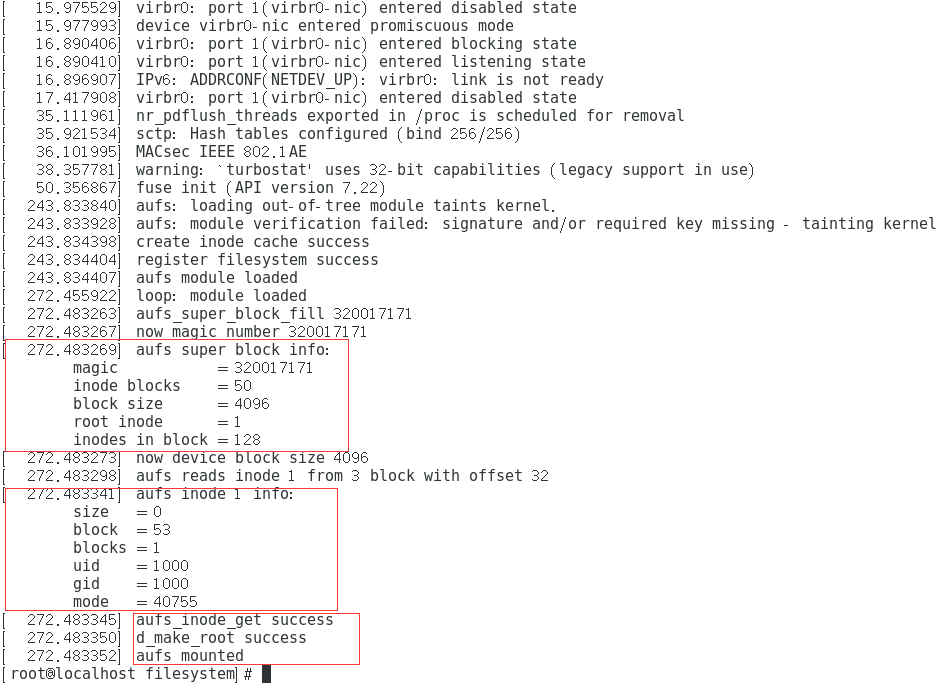 [   15.975529] virbr0: port 1(virbr0-nic) entered disabled state
[   15.977993] device virbr0-nic entered promiscuous mode
[   16.890406] virbr0: port 1(virbr0-nic) entered blocking state
[   16.890410] virbr0: port 1(virbr0-nic) entered listening state
[   16.896907] IPv6: ADDRCONF(NETDEV_UP): virbr0: link is not ready
[   17.417908] virbr0: port 1(virbr0-nic) entered disabled state
[   35.111961] nr_pdflush_threads exported in /proc is scheduled for removal
[   35.921534] sctp: Hash tables configured (bind 256/256)
[   36.101995] MACsec IEEE 802.1AE
[   38.357781] warning: `turbostat' uses 32-bit capabilities (legacy support in use)
[   50.356867] fuse init (API version 7.22)
[  243.833840] aufs: loading out-of-tree module taints kernel.
[  243.833928] aufs: module verification failed: signature and/or required key missing - tainting kernel
[  243.834398] create inode cache success
[  243.834404] register filesystem success
[  243.834407] aufs module loaded
[  272.455922] loop: module loaded
[  272.483263] aufs_super_block_fill 320017171
[  272.483267] now magic number 320017171
[  272.483269] aufs super block info:
        magic           = 320017171
        inode blocks    = 50
        block size      = 4096
        root inode      = 1
        inodes in block = 128
[  272.483273] now device block size 4096
[  272.483298] aufs reads inode 1 from 3 block with offset 32
[  272.483341] aufs inode 1 info:
        size   = 0
        block  = 53
        blocks = 1
        uid    = 1000
        gid    = 1000
        mode   = 40755
[  272.483345] aufs_inode_get success
[  272.483350] d_make_root success
[  272.483352] aufs mounted
[root@localhost filesystem]#